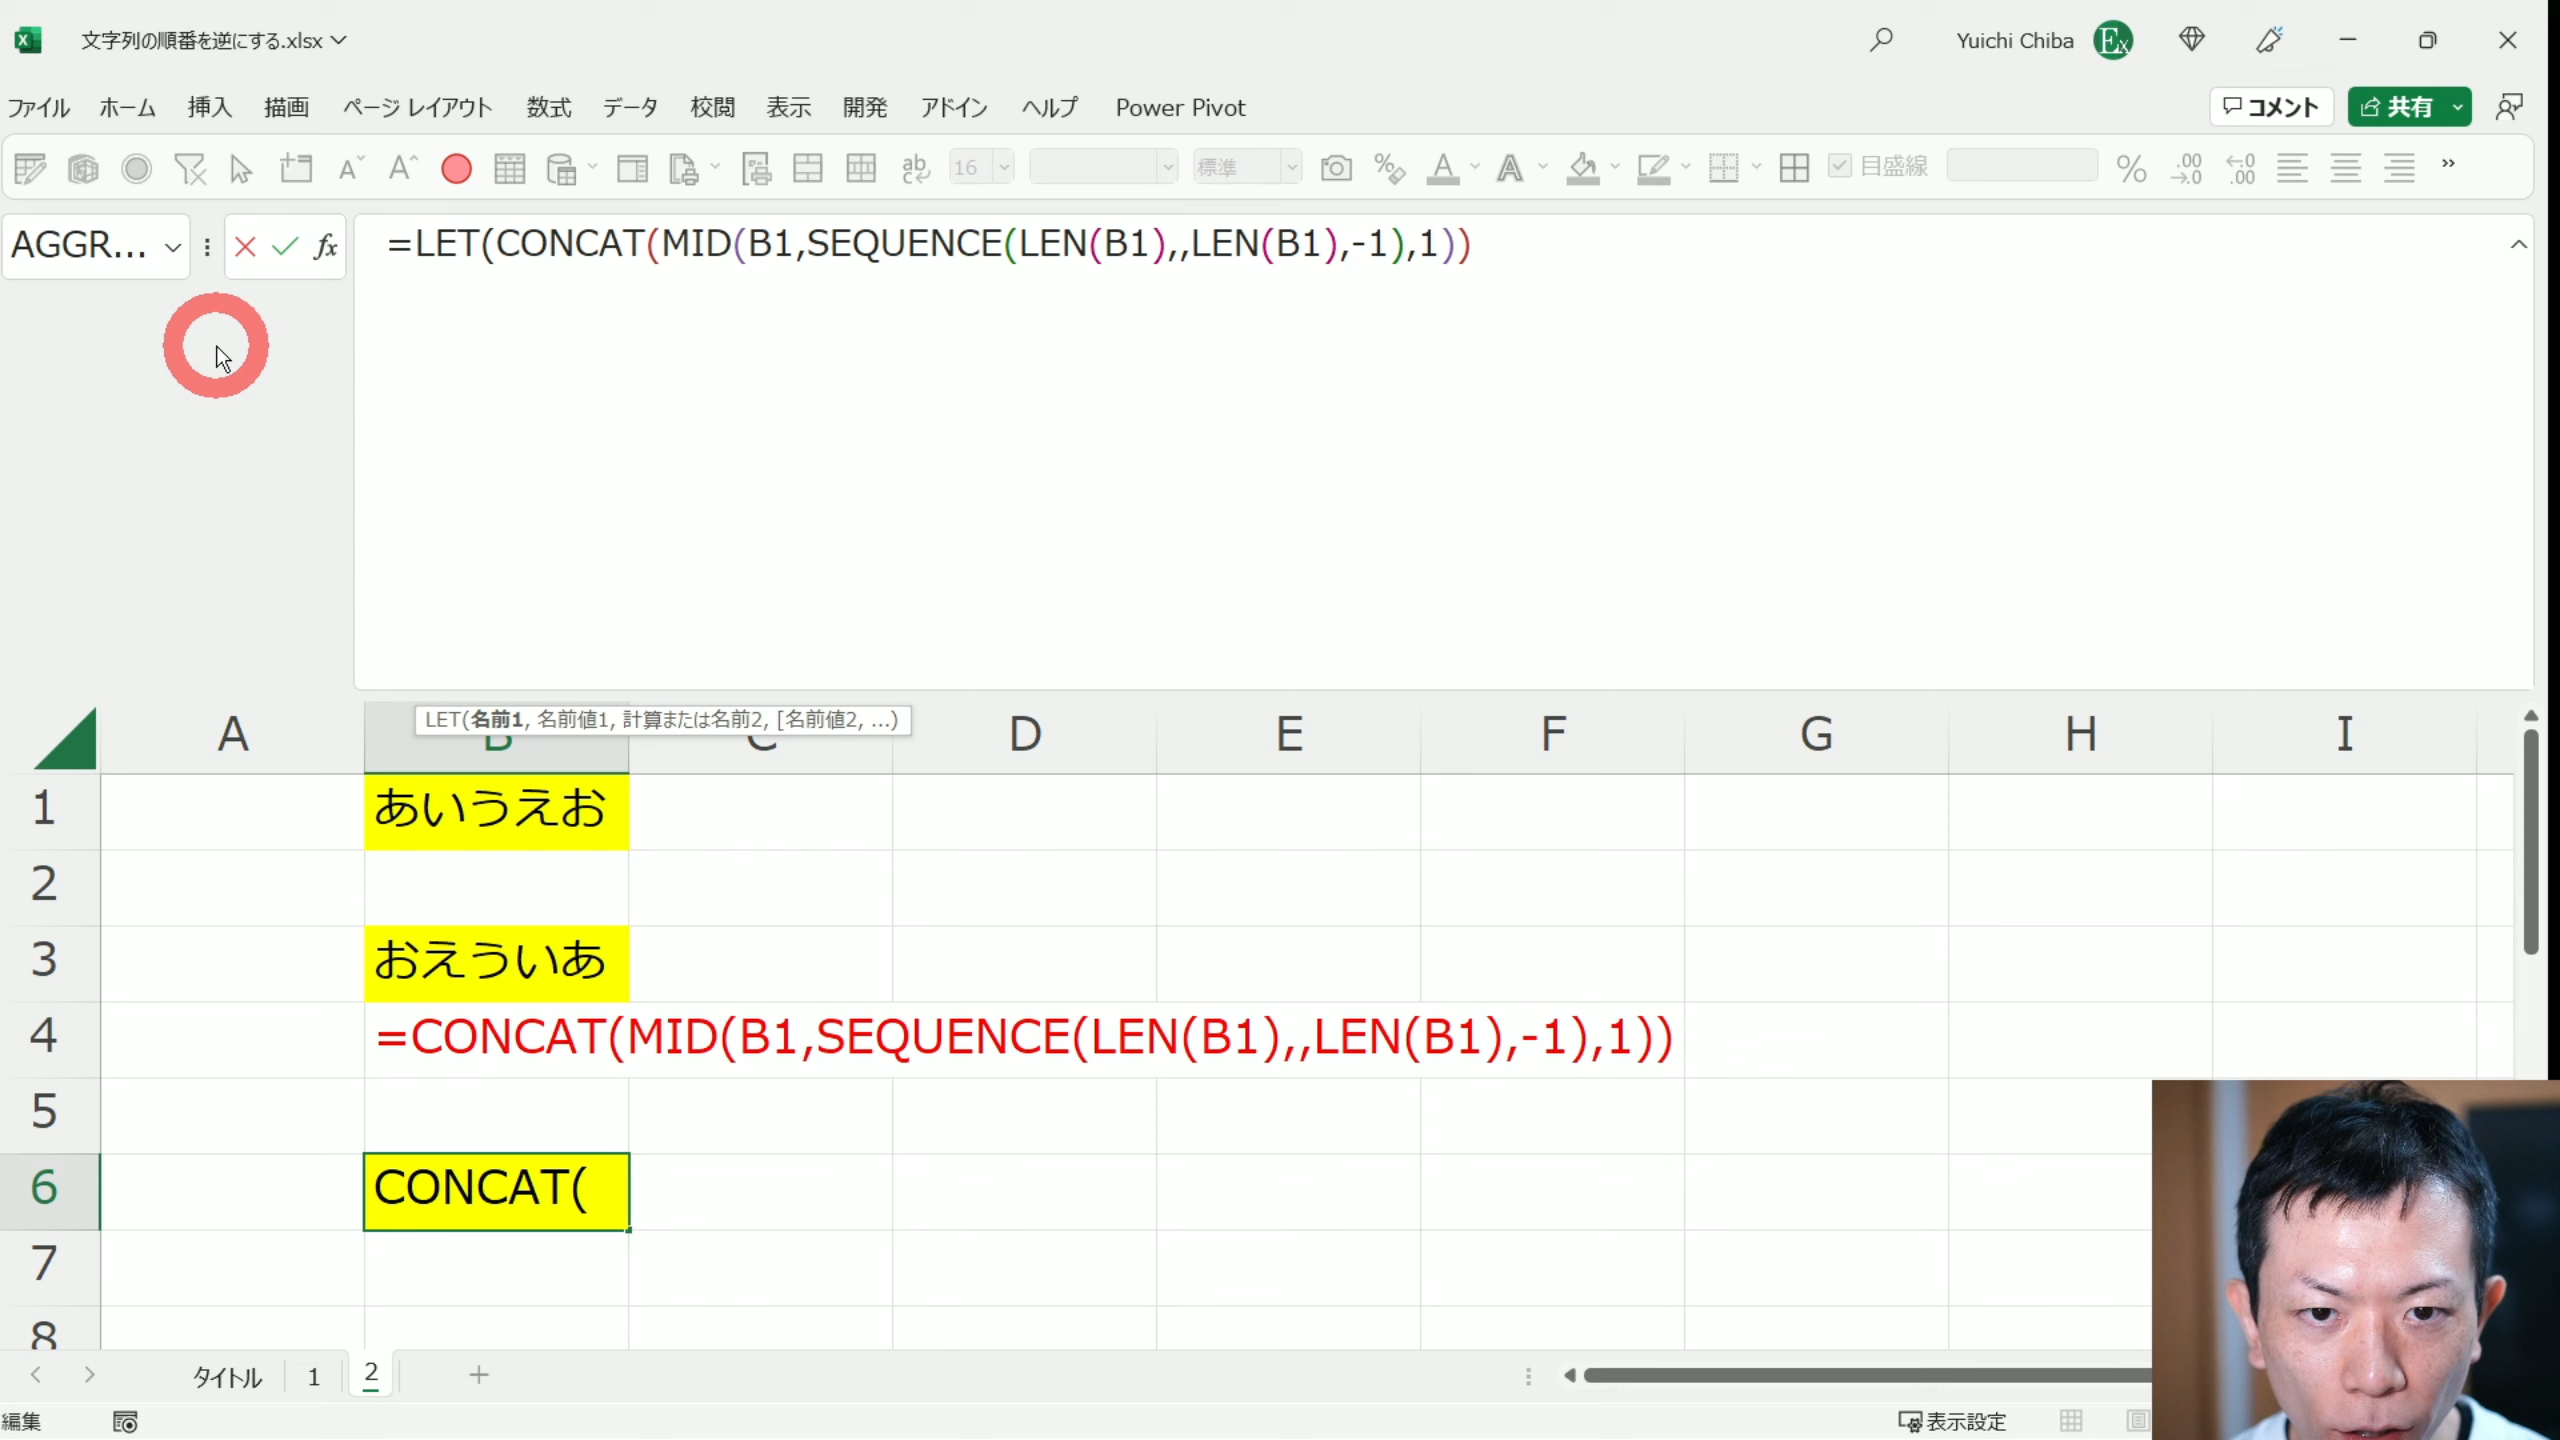 文字列の順番を逆にする.xlsx
Yuichi Chiba
ファイル ホーム 挿入 描画 ページ レイアウト 数式 データ 校閲 表示 開発 アドイン ヘルプ Power Pivot
コメント 共有
16 標準 目盛線
AGGR... fx =LET(CONCAT(MID(B1,SEQUENCE(LEN(B1),,LEN(B1),-1),1))
LET(名前1, 名前値1, 計算または名前2, [名前値2, ...)
A B C D E F G H I
1 あいうえお
2
3 おえういあ
4 =CONCAT(MID(B1,SEQUENCE(LEN(B1),,LEN(B1),-1),1))
5
6 CONCAT(
7
8
タイトル 1 2
編集 表示設定